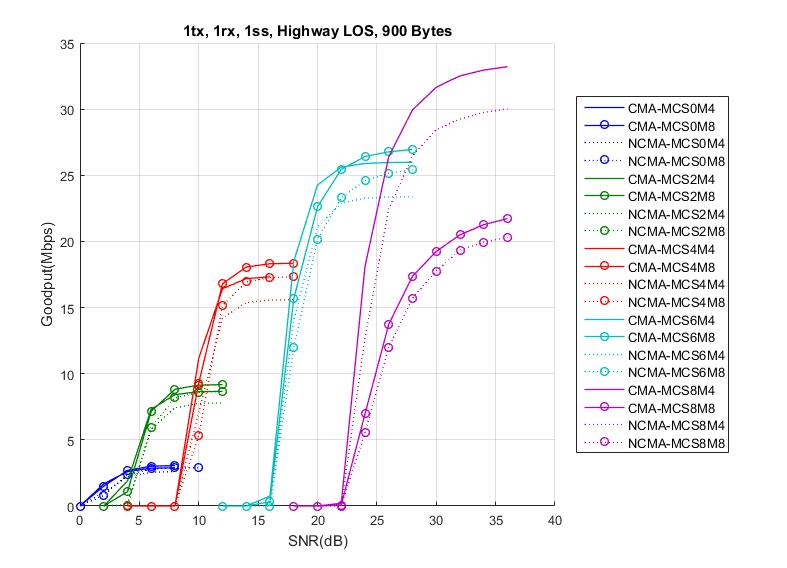 1tx, 1rx, 1ss, Highway LOS, 900 Bytes
35
30
25
20
15
10
5
0
Goodput(Mbps)
0 5 10 15 20 25 30 35 40
SNR(dB)
CMA-MCS0M4
CMA-MCS0M8
NCMA-MCS0M4
NCMA-MCS0M8
CMA-MCS2M4
CMA-MCS2M8
NCMA-MCS2M4
NCMA-MCS2M8
CMA-MCS4M4
CMA-MCS4M8
NCMA-MCS4M4
NCMA-MCS4M8
CMA-MCS6M4
CMA-MCS6M8
NCMA-MCS6M4
NCMA-MCS6M8
CMA-MCS8M4
CMA-MCS8M8
NCMA-MCS8M4
NCMA-MCS8M8